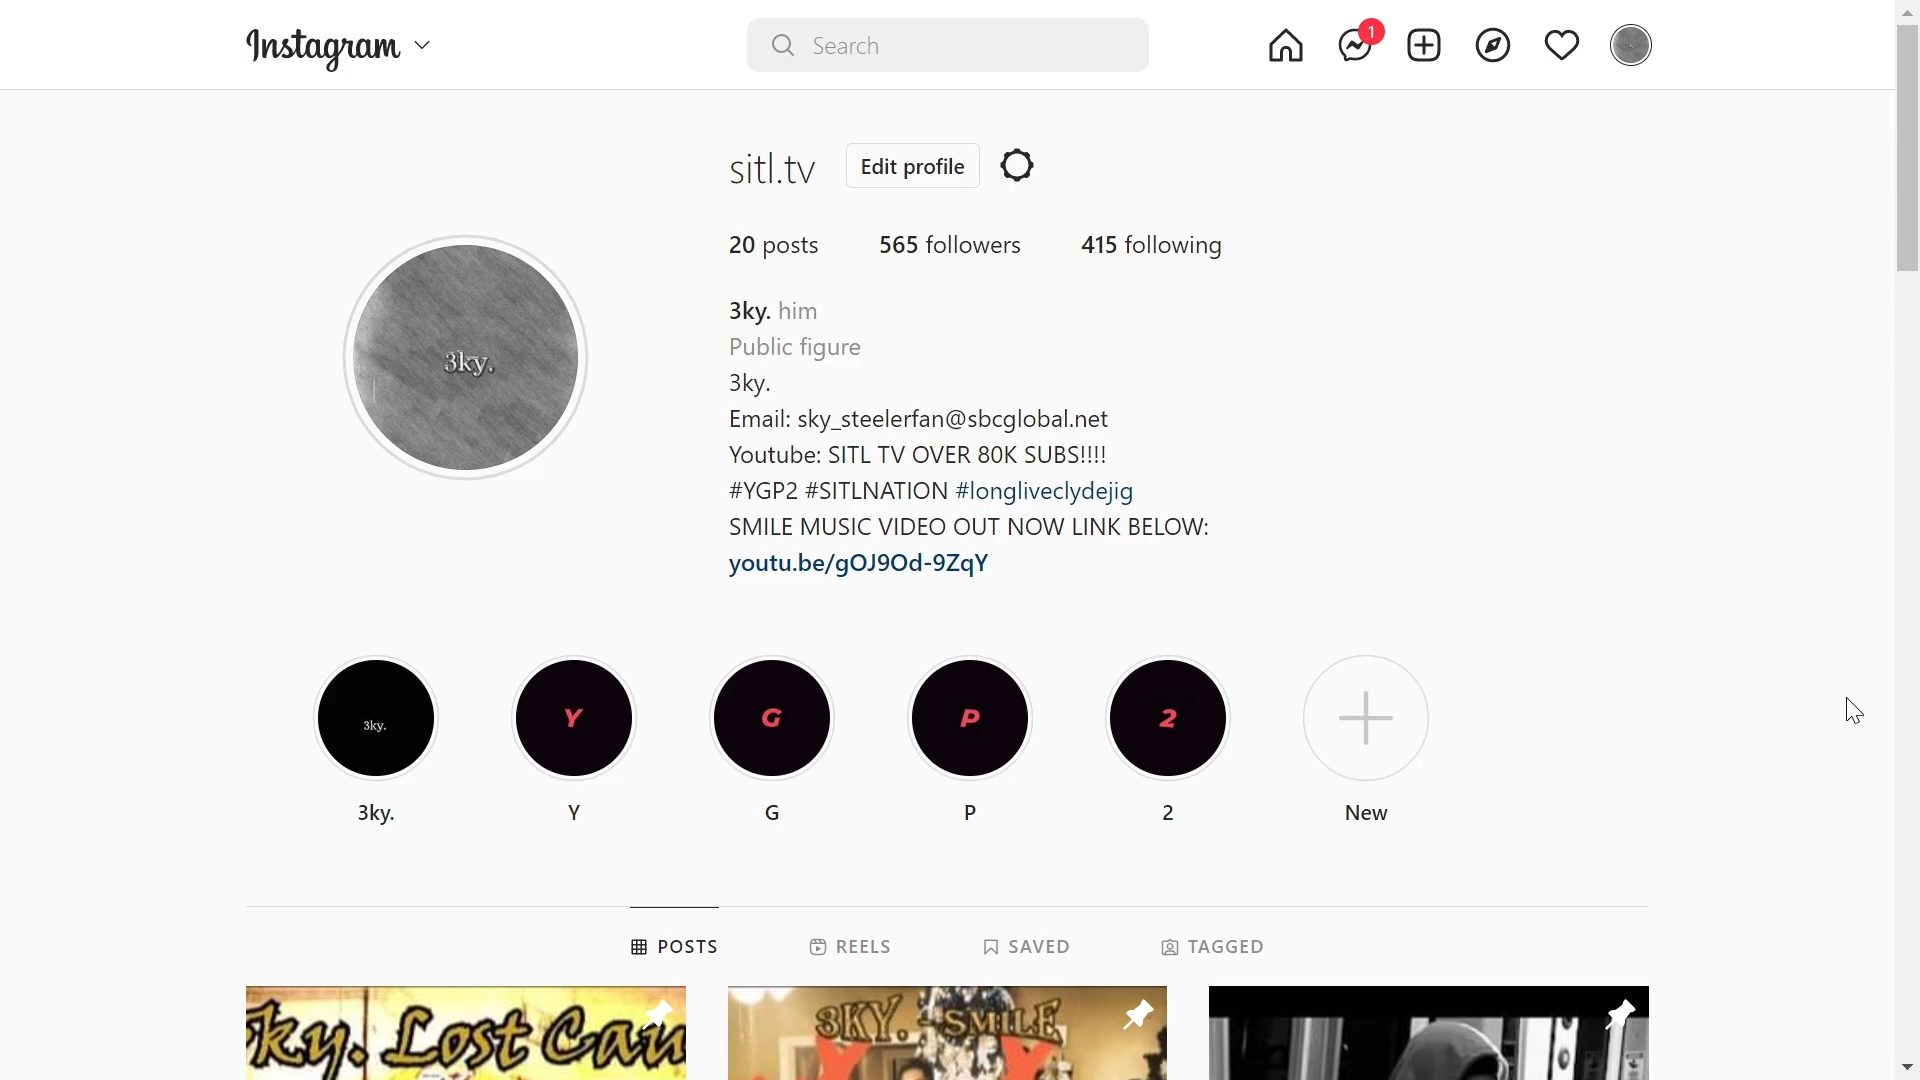 Instagram
Search
1
sitl.tv
Edit profile
20 posts
565 followers
415 following
3ky. him
Public figure
3ky.
Email: sky_steelerfan@sbcglobal.net
Youtube: SITL TV OVER 80K SUBS!!!!
#YGP2 #SITLNATION #longliveclydejig
SMILE MUSIC VIDEO OUT NOW LINK BELOW:
youtu.be/gOJ9Od-9ZqY
3ky.
3ky.
Y
G
P
2
3ky.
Y
G
P
2
New
POSTS
REELS
SAVED
TAGGED
3KY. - SMILE
ky. Lost Cau